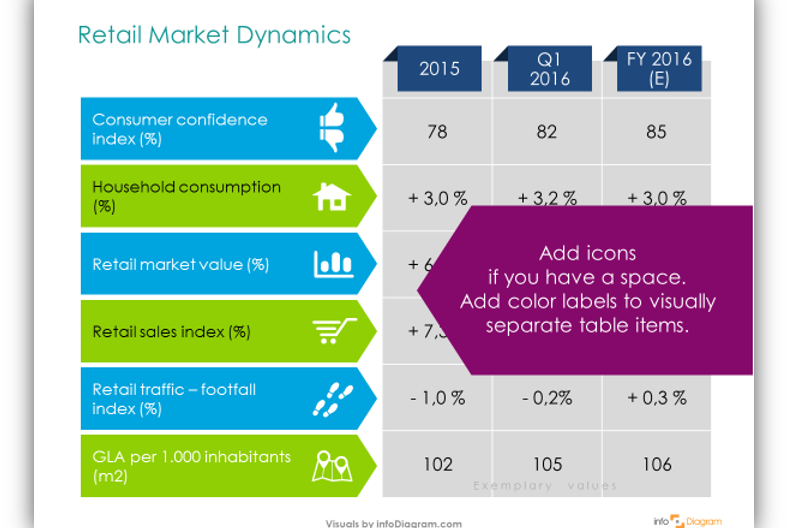 Retail Market Dynamics
2015
Q1
2016
FY 2016
(E)
Consumer confidence
index (%)
78
82
85
Household consumption
(%)
+ 3,0 %
+ 3,2 %
+ 3,0 %
Add icons
if you have a space.
Add color labels to visually
separate table items.
Retail market value (%)
+ 6
Retail sales index (%)
+ 7,
Retail traffic – footfall
index (%)
- 1,0 %
- 0,2%
+ 0,3 %
GLA per 1.000 inhabitants
(m2)
102
105
106
Exemplary values
Visuals by infoDiagram.com
info Diagram